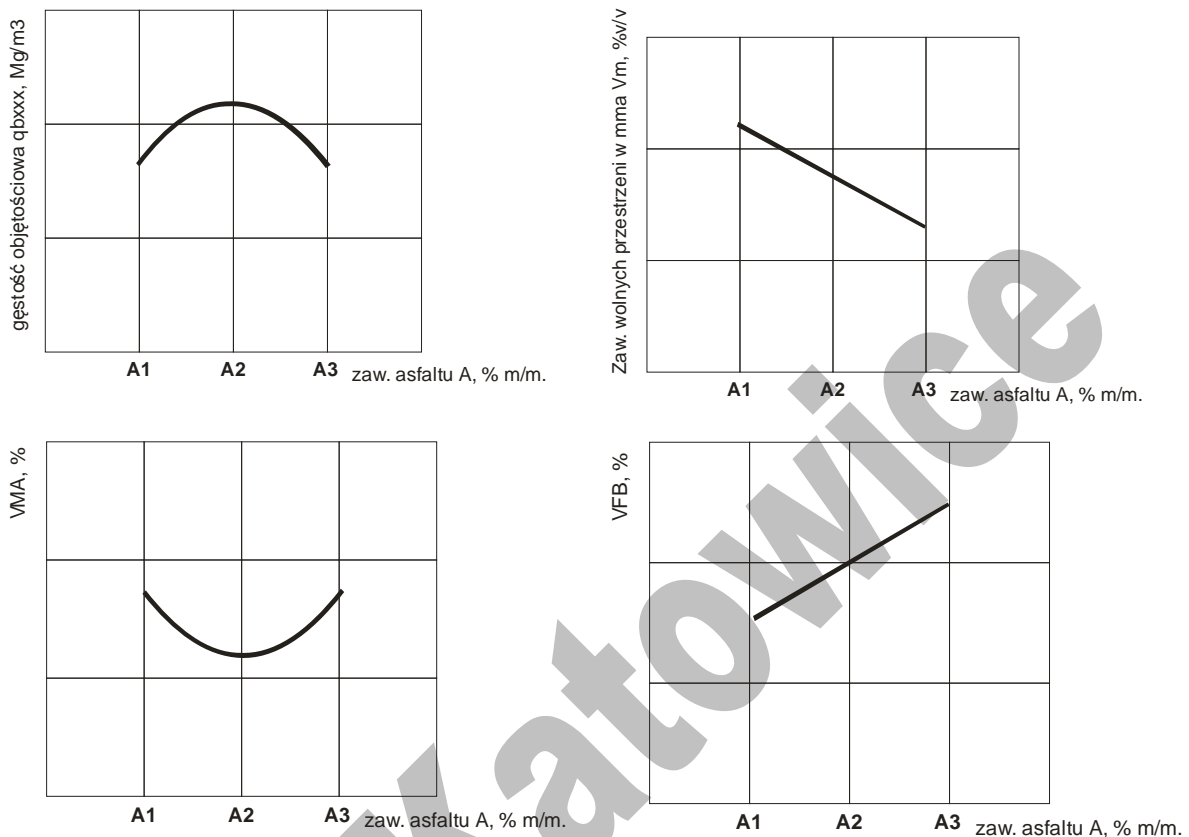 gęstość objętościowa qbxxx, Mg/m3
A1 A2 A3 zaw. asfaltu A, % m/m.
Zaw. wolnych przestrzeni w mma Vm, %v/v
A1 A2 A3 zaw. asfaltu A, % m/m.
VMA, %
A1 A2 A3 zaw. asfaltu A, % m/m.
VFB, %
A1 A2 A3 zaw. asfaltu A, % m/m.
Katowice